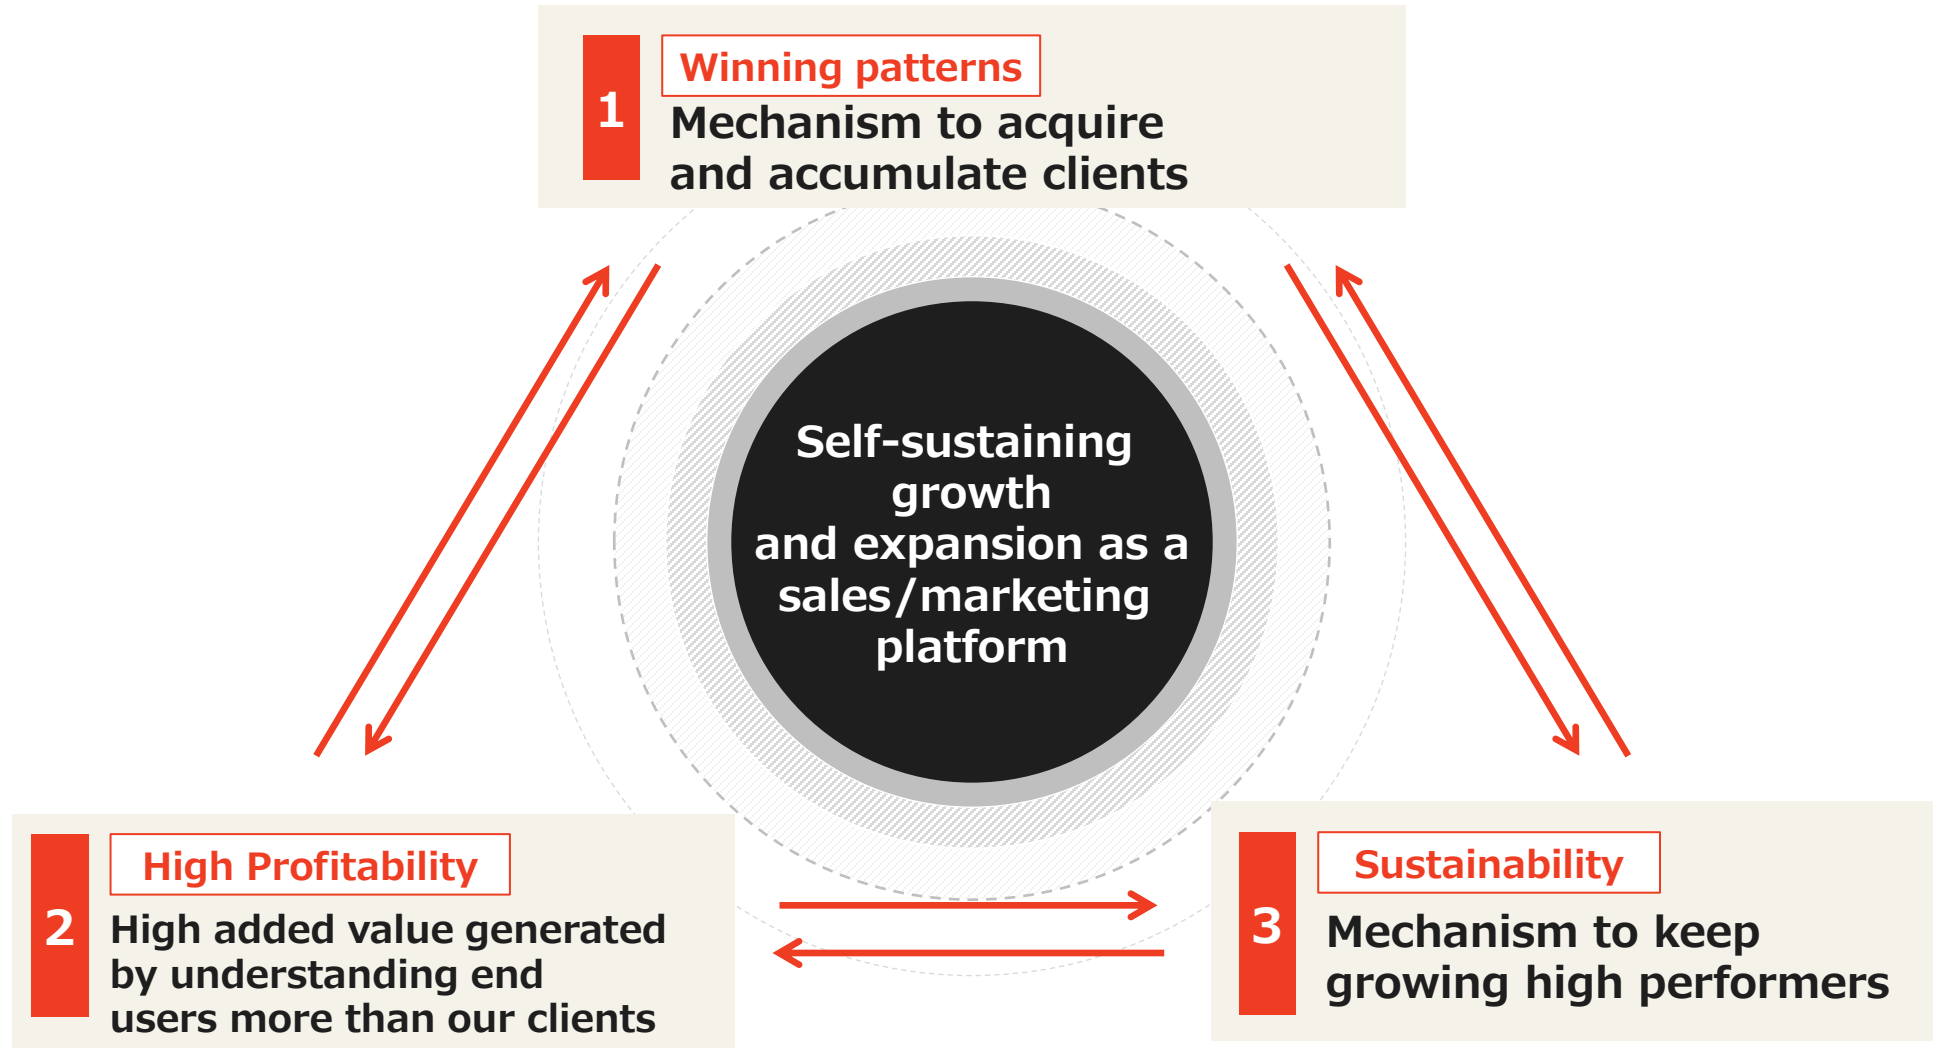 1
Winning patterns
Mechanism to acquire
and accumulate clients
Self-sustaining
growth
and expansion as a
sales/marketing
platform
2
High Profitability
High added value generated
by understanding end
users more than our clients
3
Sustainability
Mechanism to keep
growing high performers